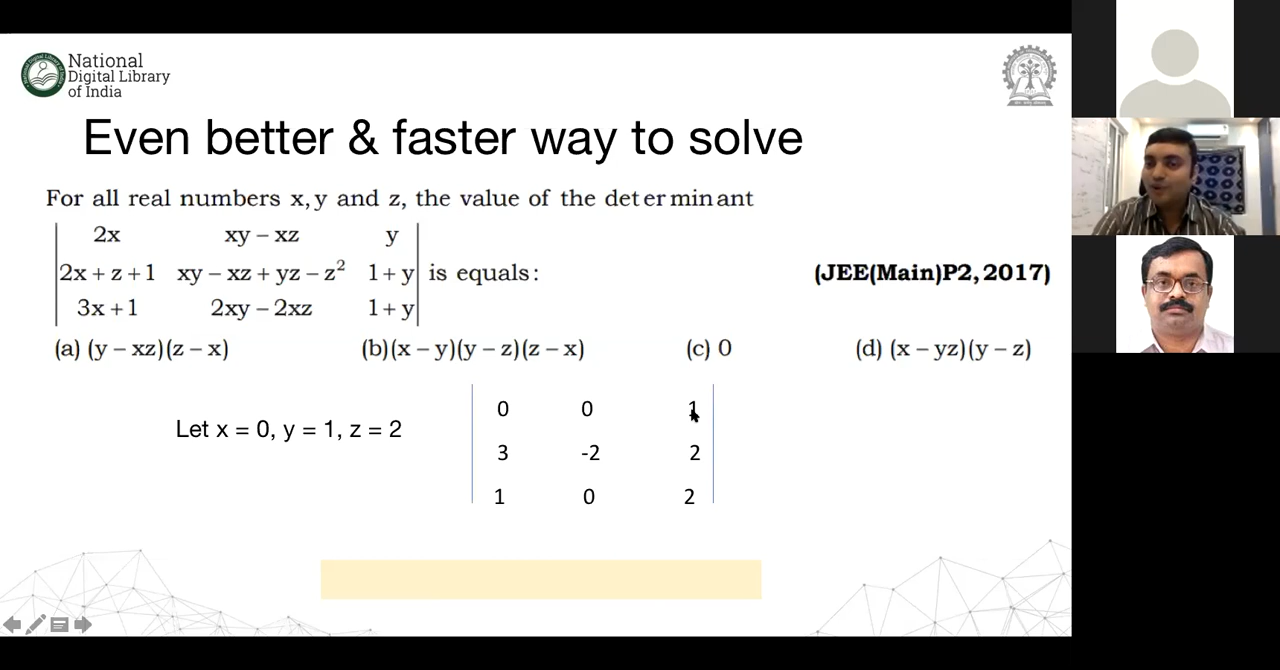 National
Digital Library
of India
Even better & faster way to solve
For all real numbers x, y and z, the value of the determinant
2x xy – xz y
2x + z + 1 xy – xz + yz – z² 1 + y is equals: (JEE(Main)P2, 2017)
3x + 1 2xy – 2xz 1 + y
(a) (y – xz)(z – x) (b)(x – y)(y – z)(z – x) (c) 0 (d) (x – yz)(y – z)
0 0 1
Let x = 0, y = 1, z = 2
3 -2 2
1 0 2